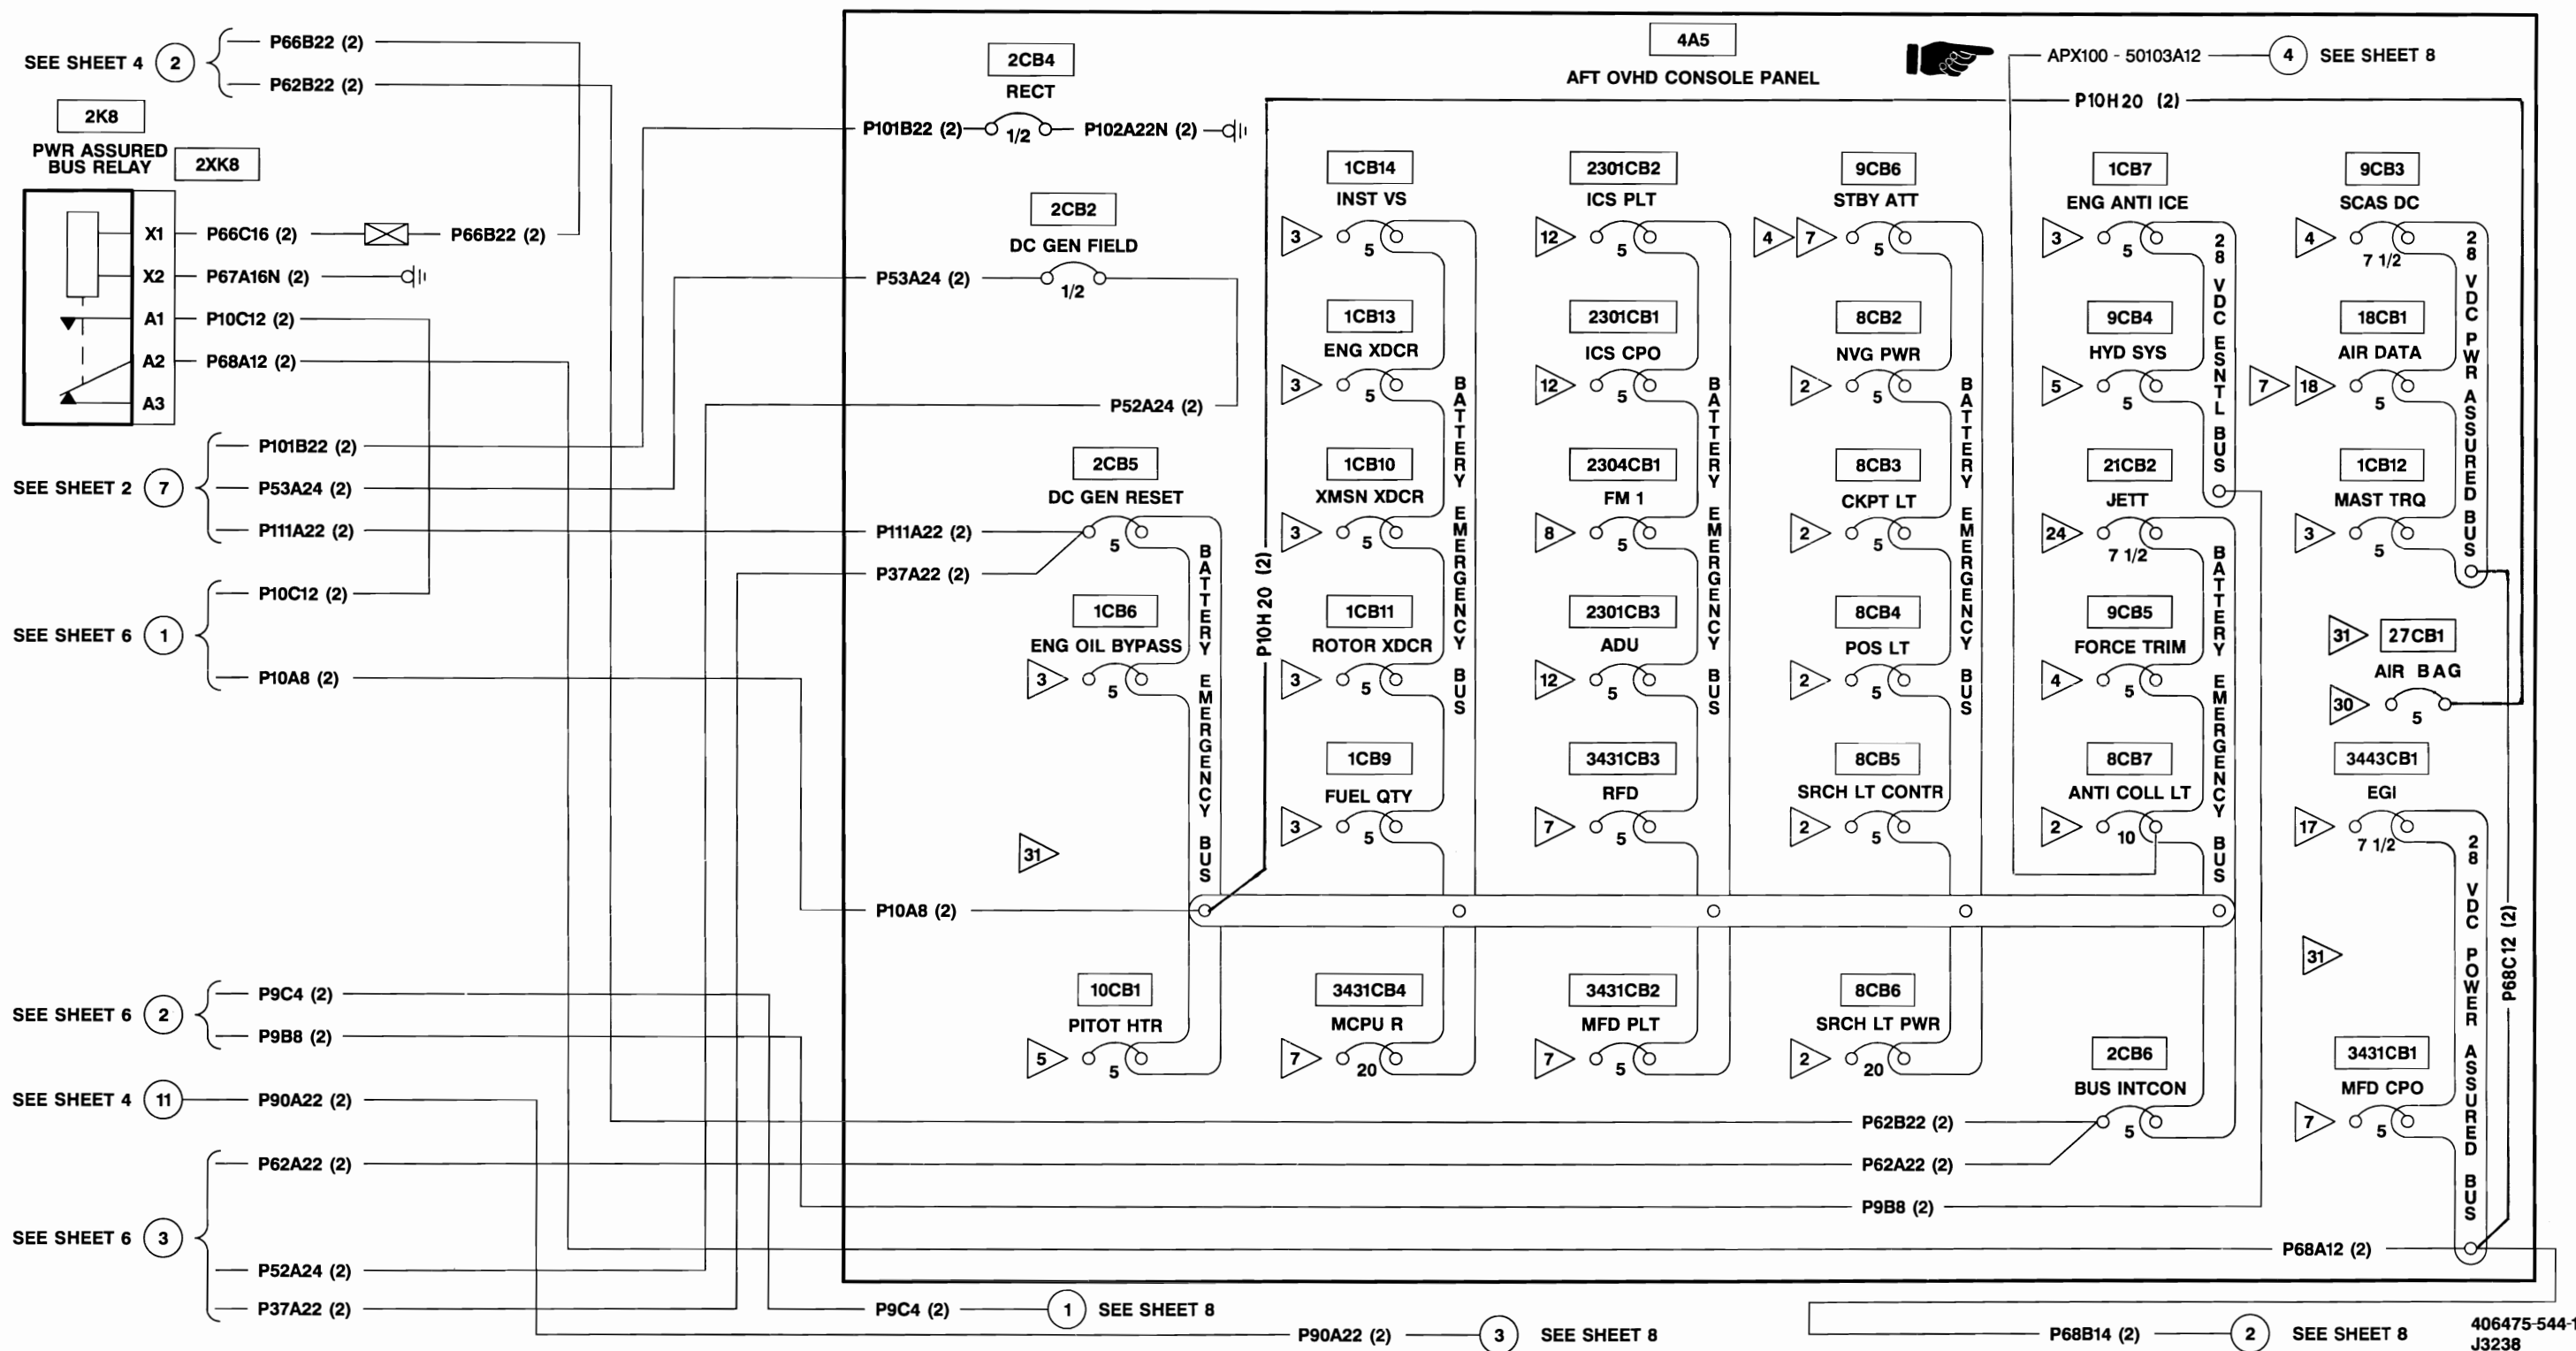 SEE SHEET 4 2
P66B22 (2)
P62B22 (2)
2K8
PWR ASSURED
BUS RELAY
2XK8
X1 P66C16 (2) P66B22 (2)
X2 P67A16N (2)
A1 P10C12 (2)
A2 P68A12 (2)
A3
SEE SHEET 2 7
P101B22 (2)
P53A24 (2)
P111A22 (2)
SEE SHEET 6 1
P10C12 (2)
P10A8 (2)
SEE SHEET 6 2
P9C4 (2)
P9B8 (2)
SEE SHEET 4 11 P90A22 (2)
SEE SHEET 6 3
P62A22 (2)
P52A24 (2)
P37A22 (2)
4A5
AFT OVHD CONSOLE PANEL
APX100 - 50103A12 4 SEE SHEET 8
P10H20 (2)
2CB4
RECT
P101B22 (2) 1/2 P102A22N (2)
2CB2
DC GEN FIELD
P53A24 (2) 1/2
P52A24 (2)
2CB5
DC GEN RESET
P111A22 (2) 5
P37A22 (2)
1CB6
ENG OIL BYPASS
3 5
BATTERY EMERGENCY BUS
31
P10A8 (2)
10CB1
PITOT HTR
5 5
P10H20 (2)
1CB14
INST VS
3 5
1CB13
ENG XDCR
3 5
1CB10
XMSN XDCR
3 5
1CB11
ROTOR XDCR
3 5
1CB9
FUEL QTY
3 5
BATTERY EMERGENCY BUS
3431CB4
MCPU R
7 20
2301CB2
ICS PLT
12 5
2301CB1
ICS CPO
12 5
2304CB1
FM 1
8 5
2301CB3
ADU
12 5
3431CB3
RFD
7 5
BATTERY EMERGENCY BUS
3431CB2
MFD PLT
7 5
9CB6
STBY ATT
4 7 5
8CB2
NVG PWR
2 5
8CB3
CKPT LT
2 5
8CB4
POS LT
2 5
8CB5
SRCH LT CONTR
2 5
BATTERY EMERGENCY BUS
8CB6
SRCH LT PWR
2 20
1CB7
ENG ANTI ICE
3 5
9CB4
HYD SYS
5 5
28 VDC ESNTL BUS
21CB2
JETT
24 7 1/2
9CB5
FORCE TRIM
4 5
8CB7
ANTI COLL LT
2 10
BATTERY EMERGENCY BUS
2CB6
BUS INTCON
5
P62B22 (2)
P62A22 (2)
P9B8 (2)
9CB3
SCAS DC
4 7 1/2
18CB1
AIR DATA
7 18 5
1CB12
MAST TRQ
3 5
28 VDC PWR ASSURED BUS
31 27CB1
AIR BAG
30 5
3443CB1
EGI
17 7 1/2
31
28 VDC POWER ASSURED BUS
P68C12 (2)
3431CB1
MFD CPO
7 5
P68A12 (2)
P9C4 (2) 1 SEE SHEET 8
P90A22 (2) 3 SEE SHEET 8
P68B14 (2) 2 SEE SHEET 8
406475-544-1
J3238